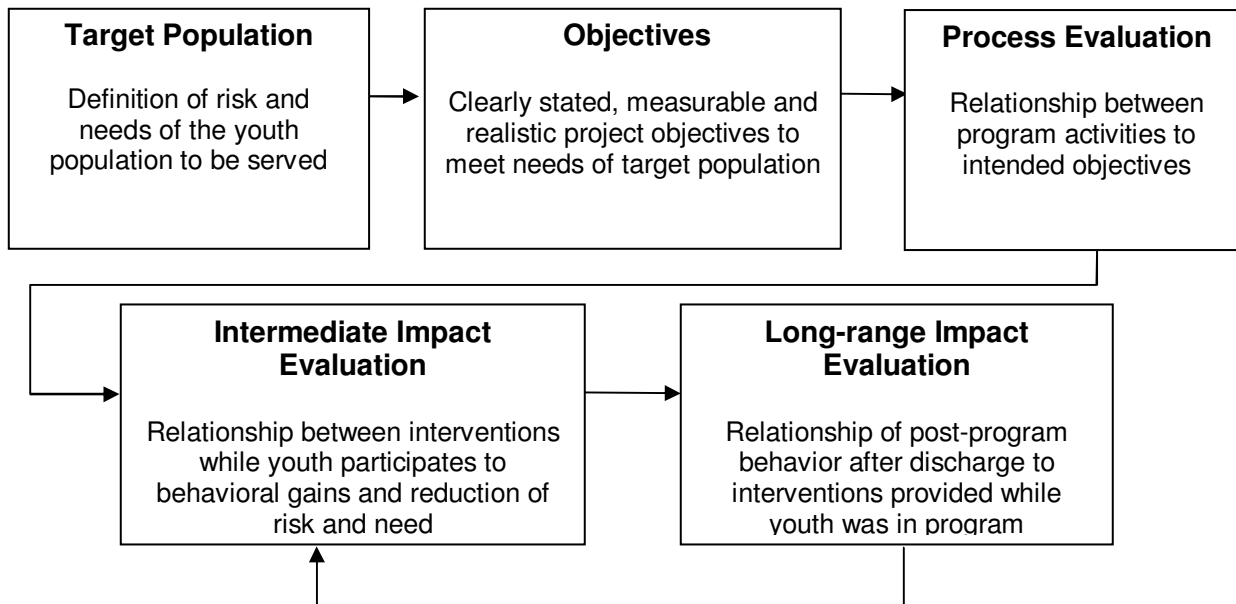 Target Population
Definition of risk and
needs of the youth
population to be served
Objectives
Clearly stated, measurable and
realistic project objectives to
meet needs of target population
Process Evaluation
Relationship between
program activities to
intended objectives
Intermediate Impact
Evaluation
Relationship between interventions
while youth participates to
behavioral gains and reduction of
risk and need
Long-range Impact
Evaluation
Relationship of post-program
behavior after discharge to
interventions provided while
youth was in program